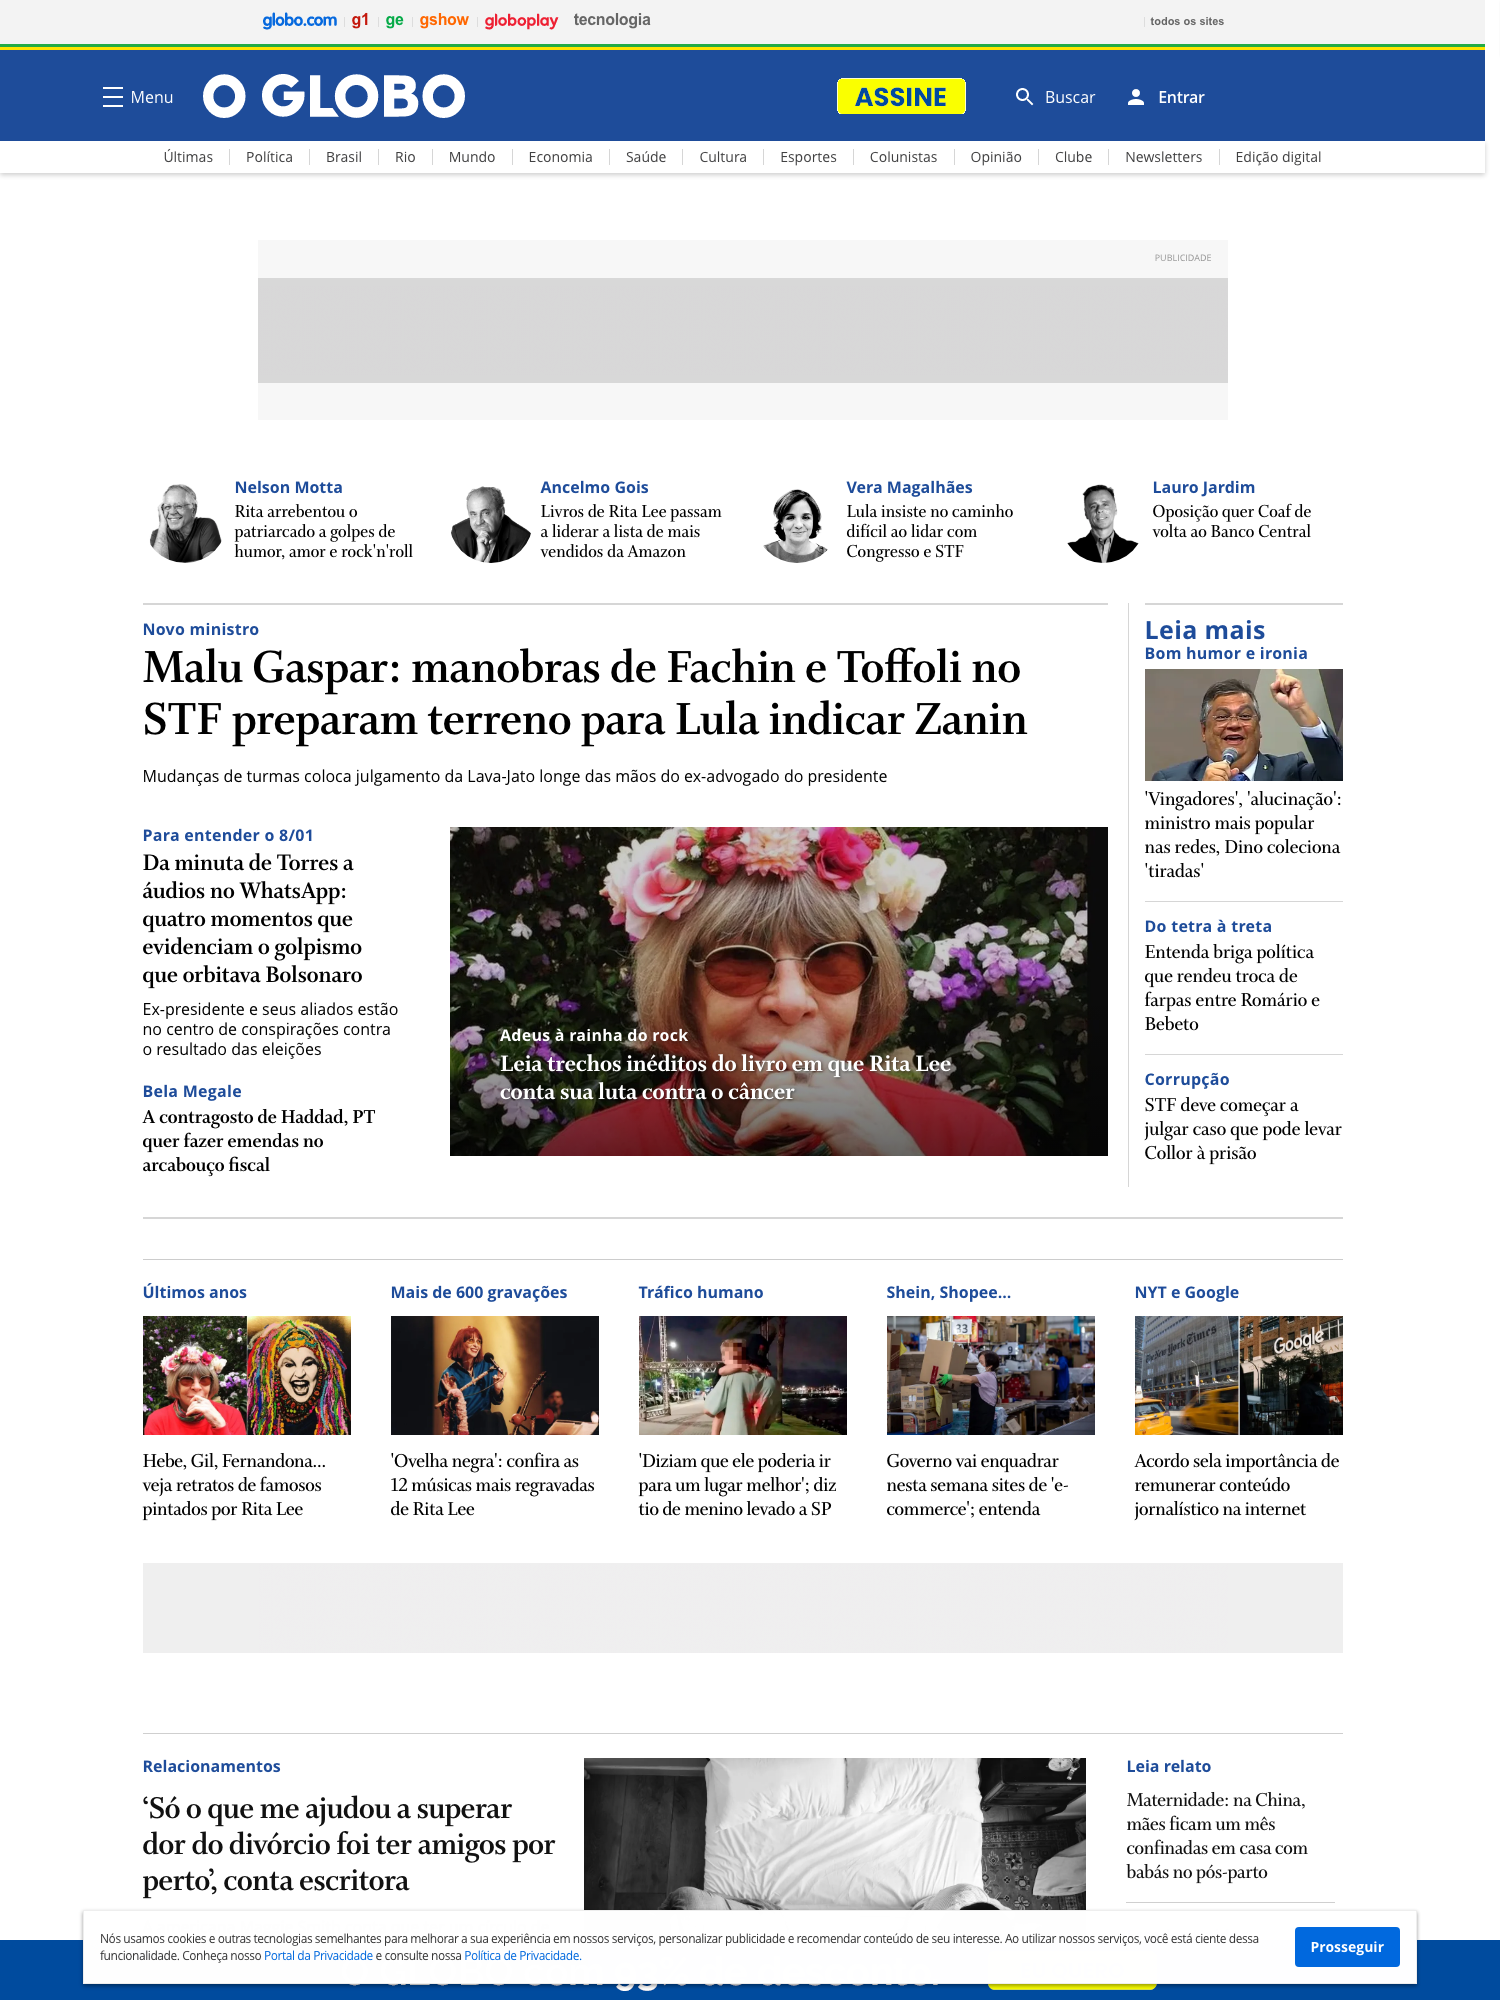 globo.com g1 ge gshow globoplay tecnologia todos os sites
Menu O GLOBO ASSINE Buscar Entrar
Últimas Política Brasil Rio Mundo Economia Saúde Cultura Esportes Colunistas Opinião Clube Newsletters Edição digital
PUBLICIDADE
Nelson Motta
Rita arrebentou o
patriarcado a golpes de
humor, amor e rock'n'roll
Ancelmo Gois
Livros de Rita Lee passam
a liderar a lista de mais
vendidos da Amazon
Vera Magalhães
Lula insiste no caminho
difícil ao lidar com
Congresso e STF
Lauro Jardim
Oposição quer Coaf de
volta ao Banco Central
Novo ministro
Malu Gaspar: manobras de Fachin e Toffoli no
STF preparam terreno para Lula indicar Zanin
Mudanças de turmas coloca julgamento da Lava-Jato longe das mãos do ex-advogado do presidente
Para entender o 8/01
Da minuta de Torres a
áudios no WhatsApp:
quatro momentos que
evidenciam o golpismo
que orbitava Bolsonaro
Ex-presidente e seus aliados estão
no centro de conspirações contra
o resultado das eleições
Bela Megale
A contragosto de Haddad, PT
quer fazer emendas no
arcabouço fiscal
Adeus à rainha do rock
Leia trechos inéditos do livro em que Rita Lee
conta sua luta contra o câncer
Leia mais
Bom humor e ironia
'Vingadores', 'alucinação':
ministro mais popular
nas redes, Dino coleciona
'tiradas'
Do tetra à treta
Entenda briga política
que rendeu troca de
farpas entre Romário e
Bebeto
Corrupção
STF deve começar a
julgar caso que pode levar
Collor à prisão
Últimos anos
Hebe, Gil, Fernandona...
veja retratos de famosos
pintados por Rita Lee
Mais de 600 gravações
'Ovelha negra': confira as
12 músicas mais regravadas
de Rita Lee
Tráfico humano
'Diziam que ele poderia ir
para um lugar melhor'; diz
tio de menino levado a SP
Shein, Shopee...
33
Governo vai enquadrar
nesta semana sites de 'e-
commerce'; entenda
NYT e Google
The New York Times
Google
Acordo sela importância de
remunerar conteúdo
jornalístico na internet
Relacionamentos
‘Só o que me ajudou a superar
dor do divórcio foi ter amigos por
perto’, conta escritora
Leia relato
Maternidade: na China,
mães ficam um mês
confinadas em casa com
babás no pós-parto
Nós usamos cookies e outras tecnologias semelhantes para melhorar a sua experiência em nossos serviços, personalizar publicidade e recomendar conteúdo de seu interesse. Ao utilizar nossos serviços, você está ciente dessa
funcionalidade. Conheça nosso Portal da Privacidade e consulte nossa Política de Privacidade.
Prosseguir